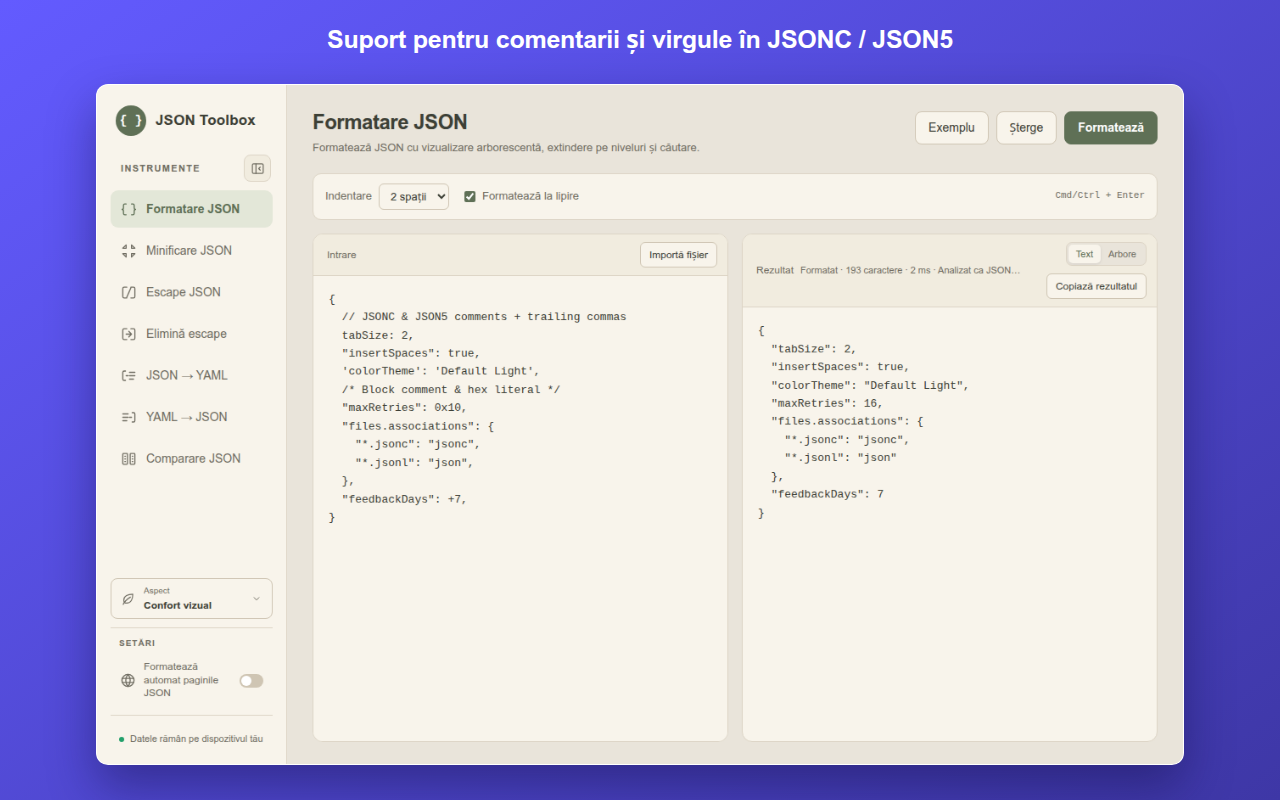 Suport pentru comentarii și virgule în JSONC / JSON5
{ } JSON Toolbox
INSTRUMENTE
Formatare JSON
Minificare JSON
Escape JSON
Elimină escape
JSON → YAML
YAML → JSON
Comparare JSON
Aspect
Confort vizual
SETĂRI
Formatează
automat paginile
JSON
Datele rămân pe dispozitivul tău
Formatare JSON
Formatează JSON cu vizualizare arborescentă, extindere pe niveluri și căutare.
Exemplu
Șterge
Formatează
Indentare
2 spații
Formatează la lipire
Cmd/Ctrl + Enter
Intrare
Importă fișier
{
  // JSONC & JSON5 comments + trailing commas
  tabSize: 2,
  "insertSpaces": true,
  'colorTheme': 'Default Light',
  /* Block comment & hex literal */
  "maxRetries": 0x10,
  "files.associations": {
    "*.jsonc": "jsonc",
    "*.jsonl": "json",
  },
  "feedbackDays": +7,
}
Rezultat Formatat · 193 caractere · 2 ms · Analizat ca JSON…
Text
Arbore
Copiază rezultatul
{
  "tabSize": 2,
  "insertSpaces": true,
  "colorTheme": "Default Light",
  "maxRetries": 16,
  "files.associations": {
    "*.jsonc": "jsonc",
    "*.jsonl": "json"
  },
  "feedbackDays": 7
}